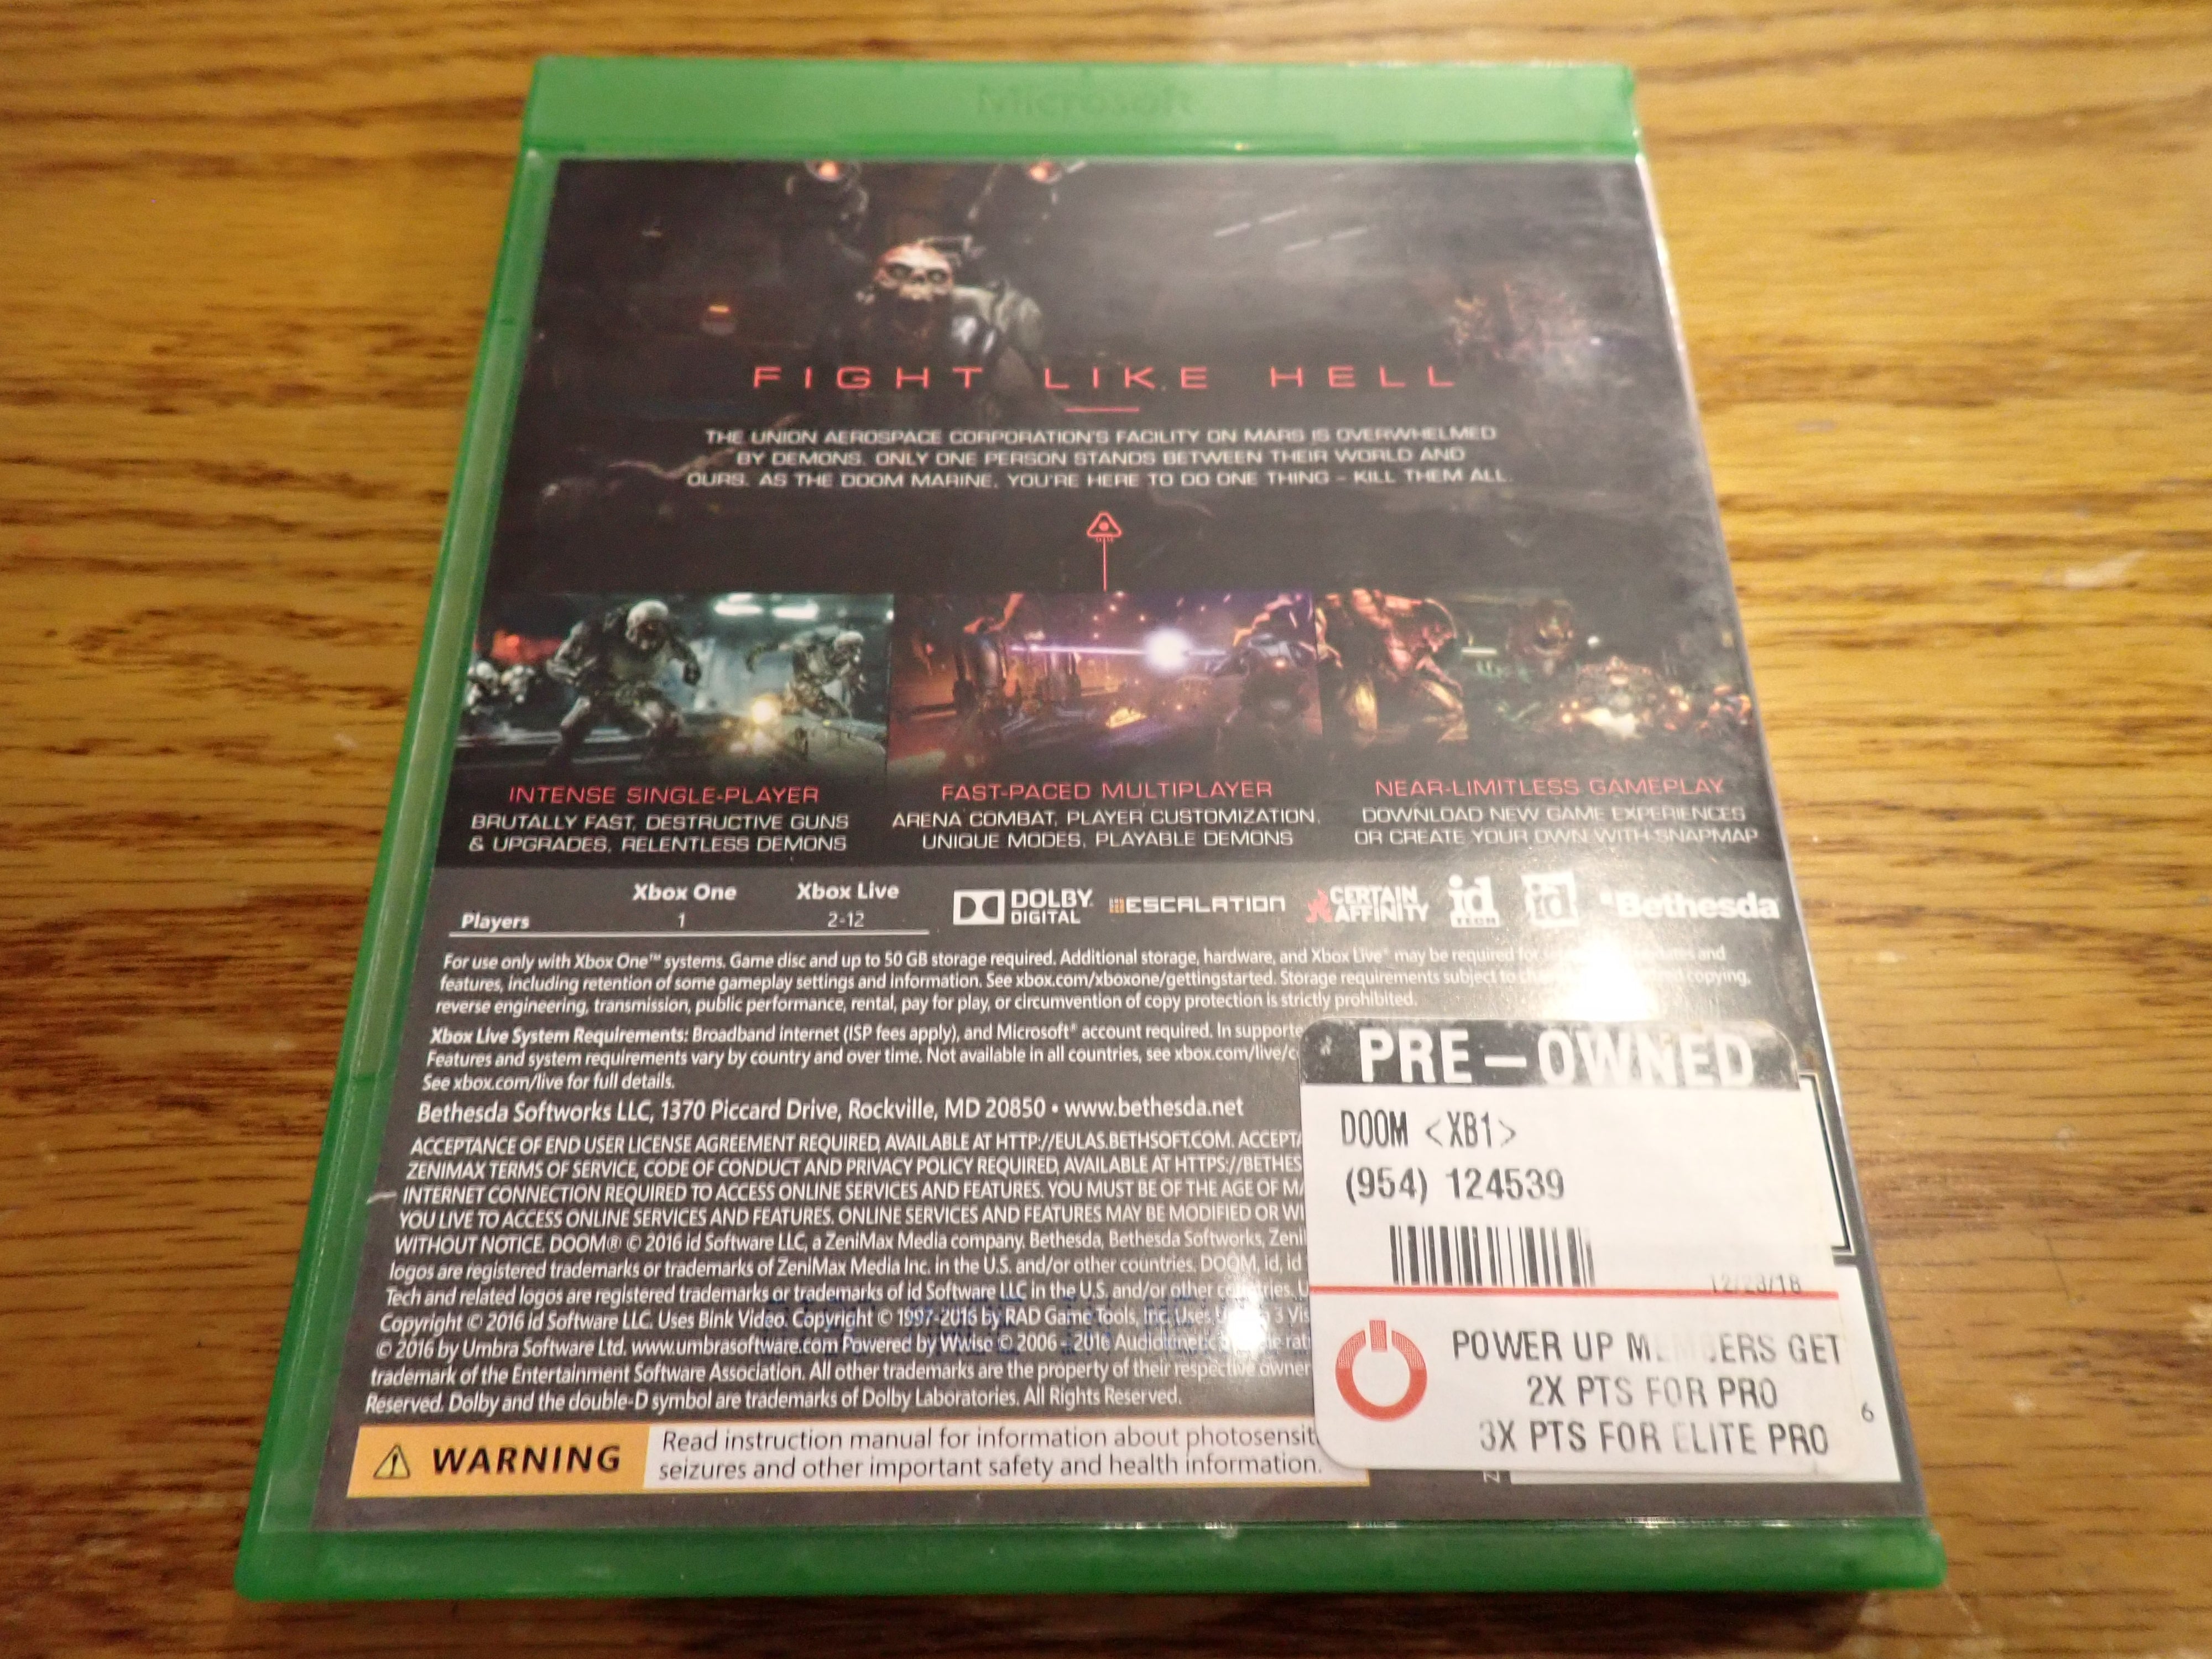 Microsoft
FIGHT LIKE HELL
THE UNION AEROSPACE CORPORATION'S FACILITY ON MARS IS OVERWHELMED
BY DEMONS. ONLY ONE PERSON STANDS BETWEEN THEIR WORLD AND
OURS. AS THE DOOM MARINE, YOU'RE HERE TO DO ONE THING – KILL THEM ALL.
INTENSE SINGLE-PLAYER
BRUTALLY FAST, DESTRUCTIVE GUNS
& UPGRADES, RELENTLESS DEMONS
FAST-PACED MULTIPLAYER
ARENA COMBAT, PLAYER CUSTOMIZATION,
UNIQUE MODES, PLAYABLE DEMONS
NEAR-LIMITLESS GAMEPLAY
DOWNLOAD NEW GAME EXPERIENCES
OR CREATE YOUR OWN WITH SNAPMAP
Xbox One Xbox Live
Players 1 2-12
DOLBY DIGITAL
ESCALATION
CERTAIN AFFINITY
id TECH
id
Bethesda
For use only with Xbox One™ systems. Game disc and up to 50 GB storage required. Additional storage, hardware, and Xbox Live® may be required for and
features, including retention of some gameplay settings and information. See xbox.com/xboxone/gettingstarted. Storage requirements subject to copying,
reverse engineering, transmission, public performance, rental, pay for play, or circumvention of copy protection is strictly prohibited.
Xbox Live System Requirements: Broadband internet (ISP fees apply), and Microsoft® account required. In supporte
Features and system requirements vary by country and over time. Not available in all countries, see xbox.com/live/c
See xbox.com/live for full details.
Bethesda Softworks LLC, 1370 Piccard Drive, Rockville, MD 20850 • www.bethesda.net
ACCEPTANCE OF END USER LICENSE AGREEMENT REQUIRED, AVAILABLE AT HTTP://EULAS.BETHSOFT.COM. ACCEPTA
ZENIMAX TERMS OF SERVICE, CODE OF CONDUCT AND PRIVACY POLICY REQUIRED, AVAILABLE AT HTTPS://BETHES
INTERNET CONNECTION REQUIRED TO ACCESS ONLINE SERVICES AND FEATURES. YOU MUST BE OF THE AGE OF MA
YOU LIVE TO ACCESS ONLINE SERVICES AND FEATURES. ONLINE SERVICES AND FEATURES MAY BE MODIFIED OR WI
WITHOUT NOTICE. DOOM® © 2016 id Software LLC, a ZeniMax Media company. Bethesda, Bethesda Softworks, Zeni
logos are registered trademarks or trademarks of ZeniMax Media Inc. in the U.S. and/or other countries. DOOM, id, id
Tech and related logos are registered trademarks or trademarks of id Software LLC in the U.S. and/or other countries. U
Copyright © 2016 id Software LLC. Uses Bink Video. Copyright © 1997-2016 by RAD Game Tools, Inc. Uses 3 Vis
© 2016 by Umbra Software Ltd. www.umbrasoftware.com Powered by Wwise © 2006 - 2016 Audiokinetic rat
trademark of the Entertainment Software Association. All other trademarks are the property of their respective owner
Reserved. Dolby and the double-D symbol are trademarks of Dolby Laboratories. All Rights Reserved.
WARNING
Read instruction manual for information about photosensit
seizures and other important safety and health information.
PRE-OWNED
DOOM <XB1>
(954) 124539
12/23/18
POWER UP MEMBERS GET
2X PTS FOR PRO
3X PTS FOR ELITE PRO
6